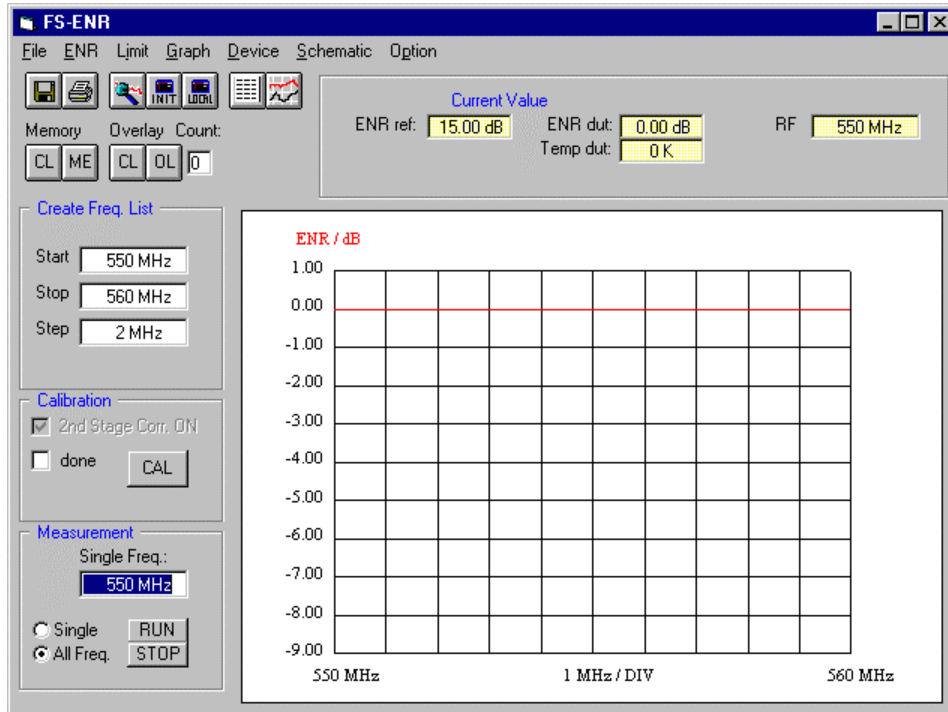 FS-ENR
File ENR Limit Graph Device Schematic Option
INIT LOCAL
Memory Overlay Count:
CL ME CL OL 0
Current Value
ENR ref: 15.00 dB ENR dut: 0.00 dB RF 550 MHz
Temp dut: 0 K
Create Freq. List
Start 550 MHz
Stop 560 MHz
Step 2 MHz
Calibration
2nd Stage Corr. ON
done CAL
Measurement
Single Freq.:
550 MHz
Single RUN
All Freq. STOP
ENR / dB
1.00
0.00
-1.00
-2.00
-3.00
-4.00
-5.00
-6.00
-7.00
-8.00
-9.00
550 MHz 1 MHz / DIV 560 MHz